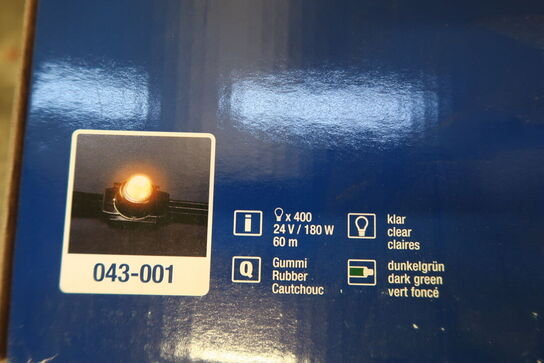 043-001
i
x 400
24 V / 180 W
60 m
klar
clear
claires
Q
Gummi
Rubber
Cautchouc
dunkelgrün
dark green
vert foncé